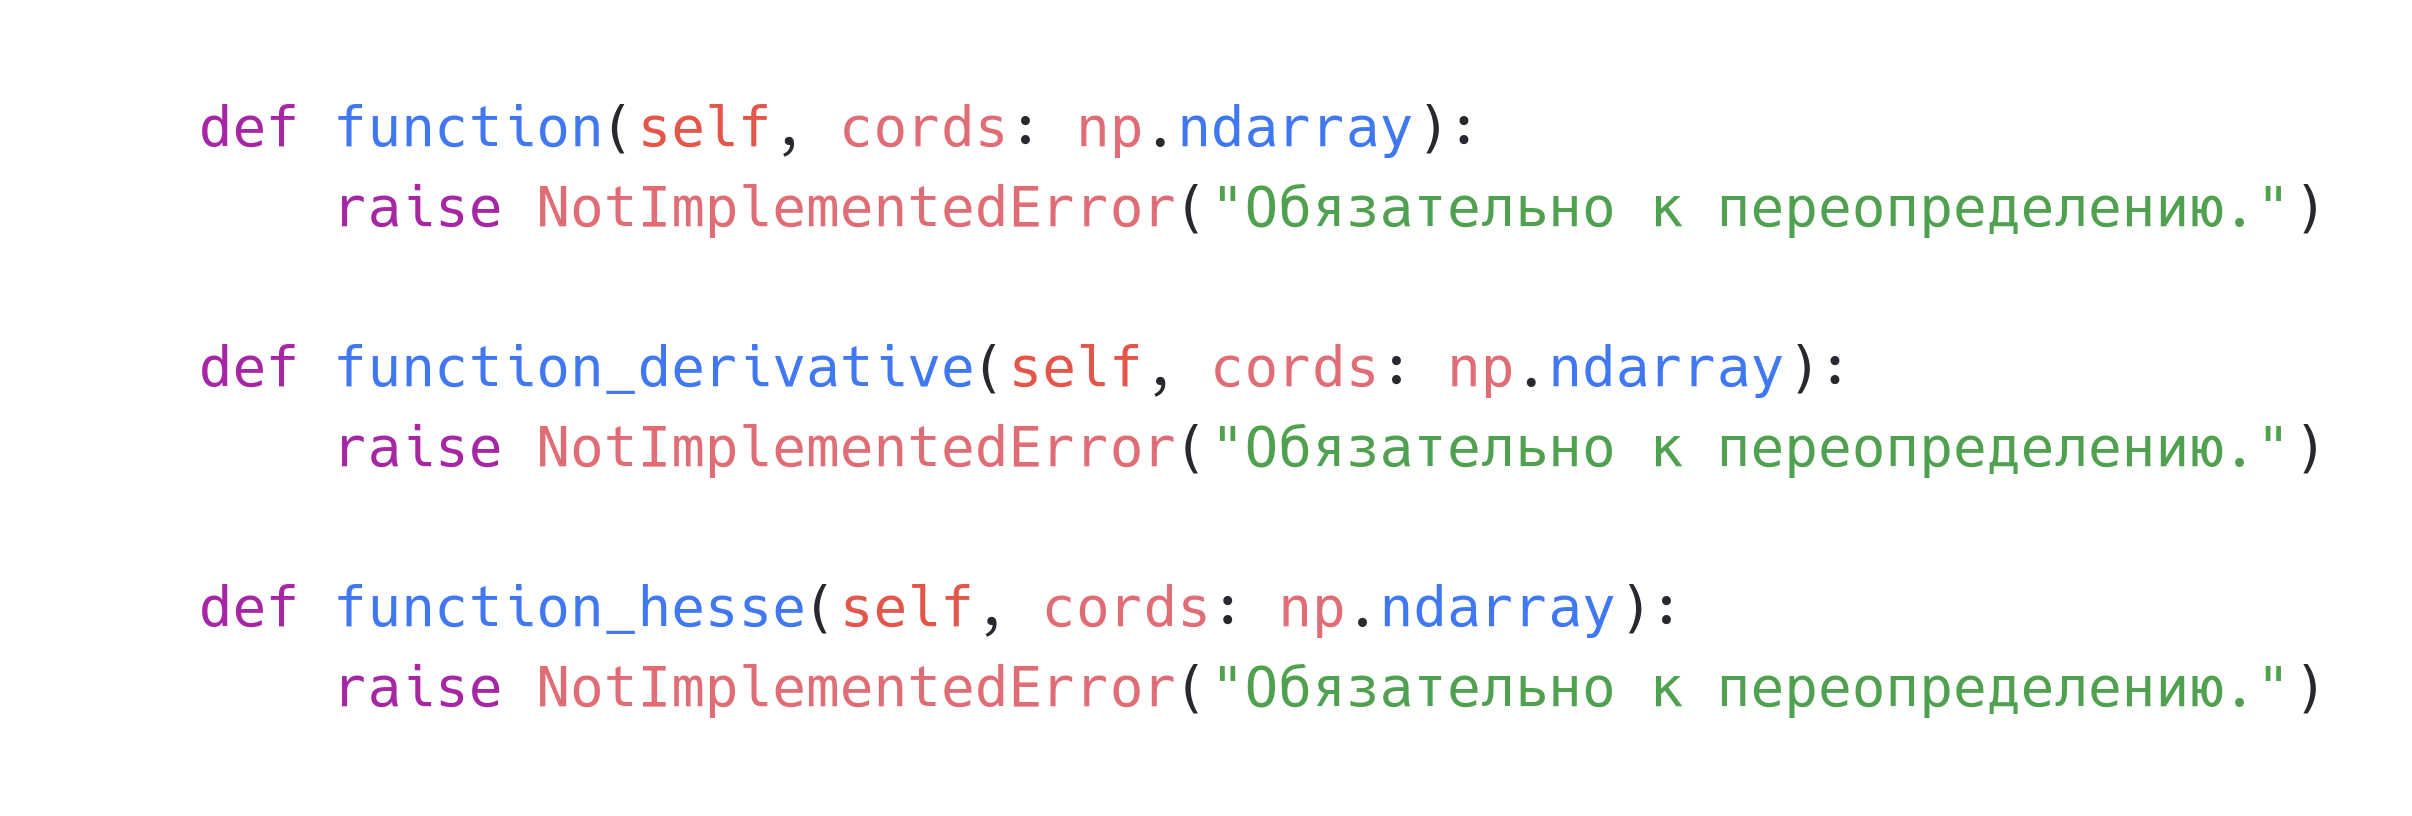 def function(self, cords: np.ndarray):
    raise NotImplementedError("Обязательно к переопределению.")
def function_derivative(self, cords: np.ndarray):
    raise NotImplementedError("Обязательно к переопределению.")
def function_hesse(self, cords: np.ndarray):
    raise NotImplementedError("Обязательно к переопределению.")